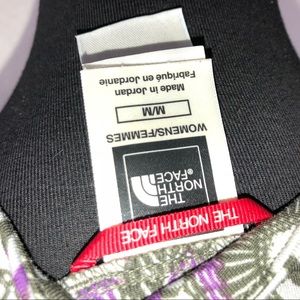 THE
NORTH
FACE®
WOMENS/FEMMES
M/M
Made in Jordan
Fabriqué en Jordanie
THE NORTH FACE